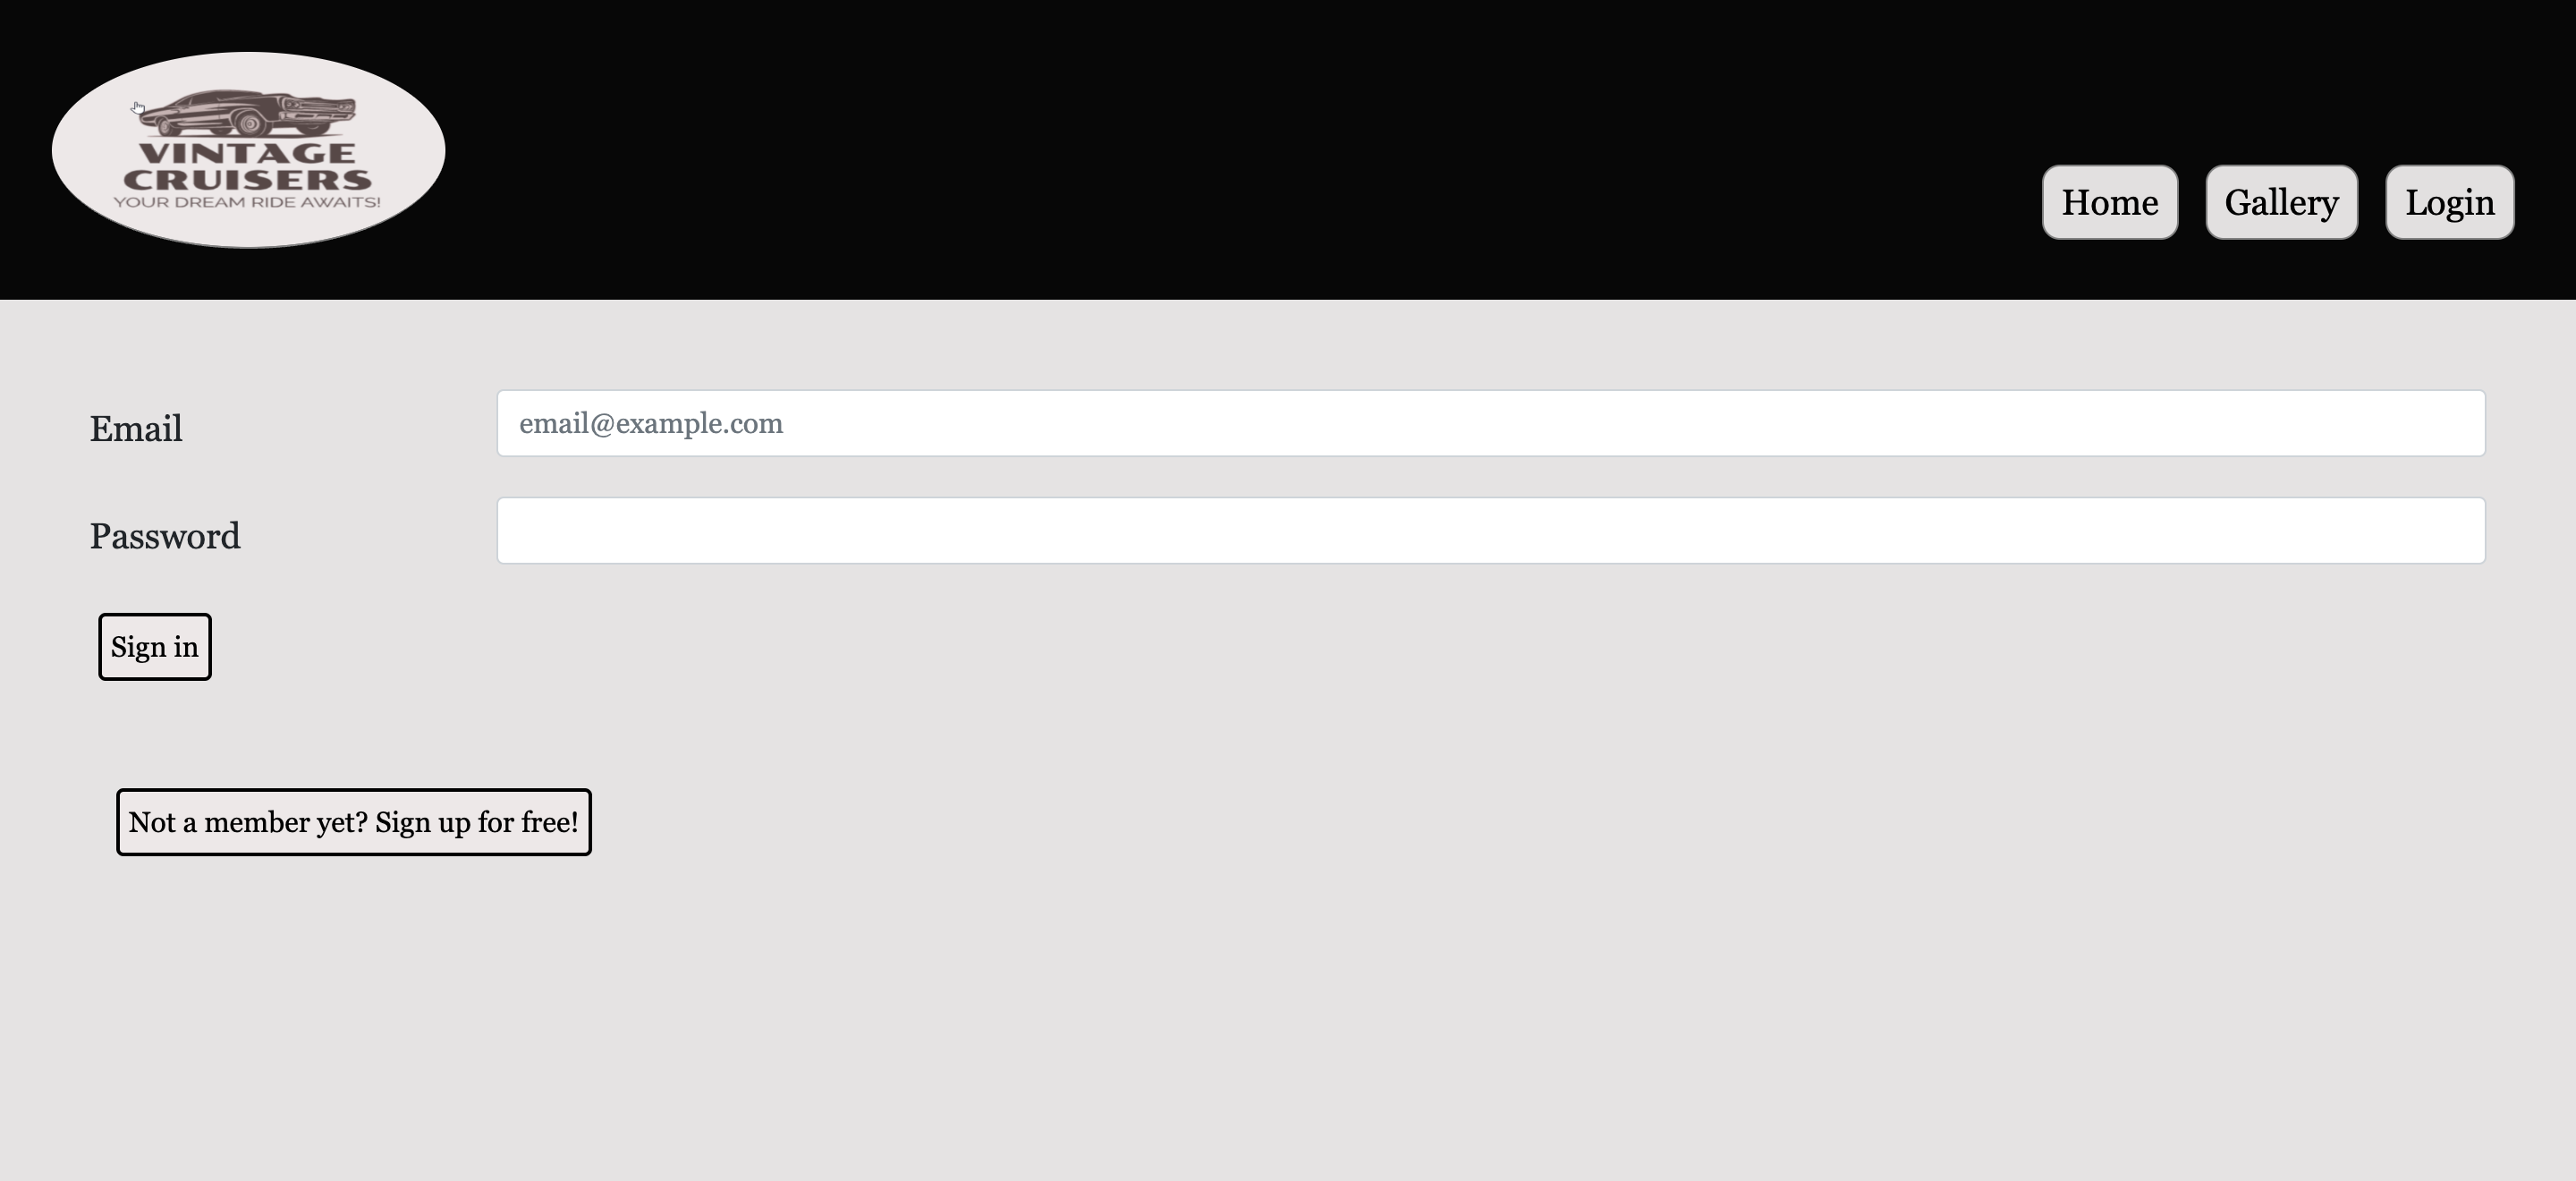 VINTAGE
CRUISERS
YOUR DREAM RIDE AWAITS!
Home Gallery Login
Email email@example.com
Password
Sign in
Not a member yet? Sign up for free!